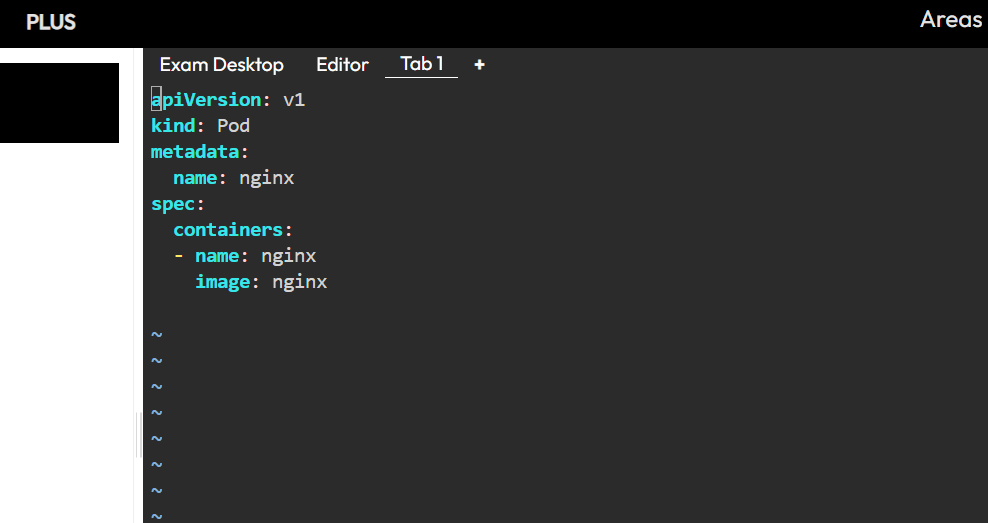 PLUS
Areas
Exam Desktop Editor Tab 1 +
apiVersion: v1
kind: Pod
metadata:
  name: nginx
spec:
  containers:
  - name: nginx
    image: nginx
~
~
~
~
~
~
~
~